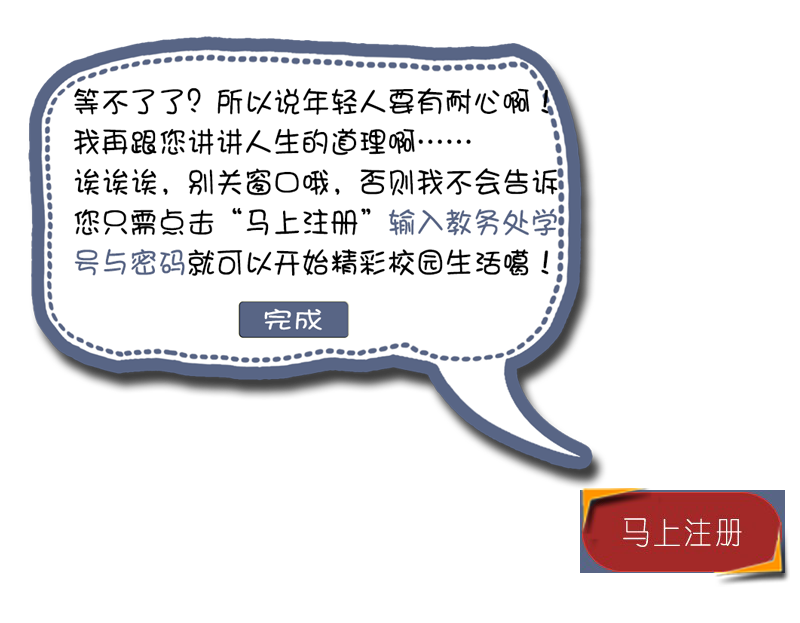 等不了了？所以说年轻人要有耐心啊！
我再跟您讲讲人生的道理啊……
诶诶诶，别关窗口哦，否则我不会告诉
您只需点击“马上注册”输入教务处学
号与密码就可以开始精彩校园生活噶！
完成
马上注册